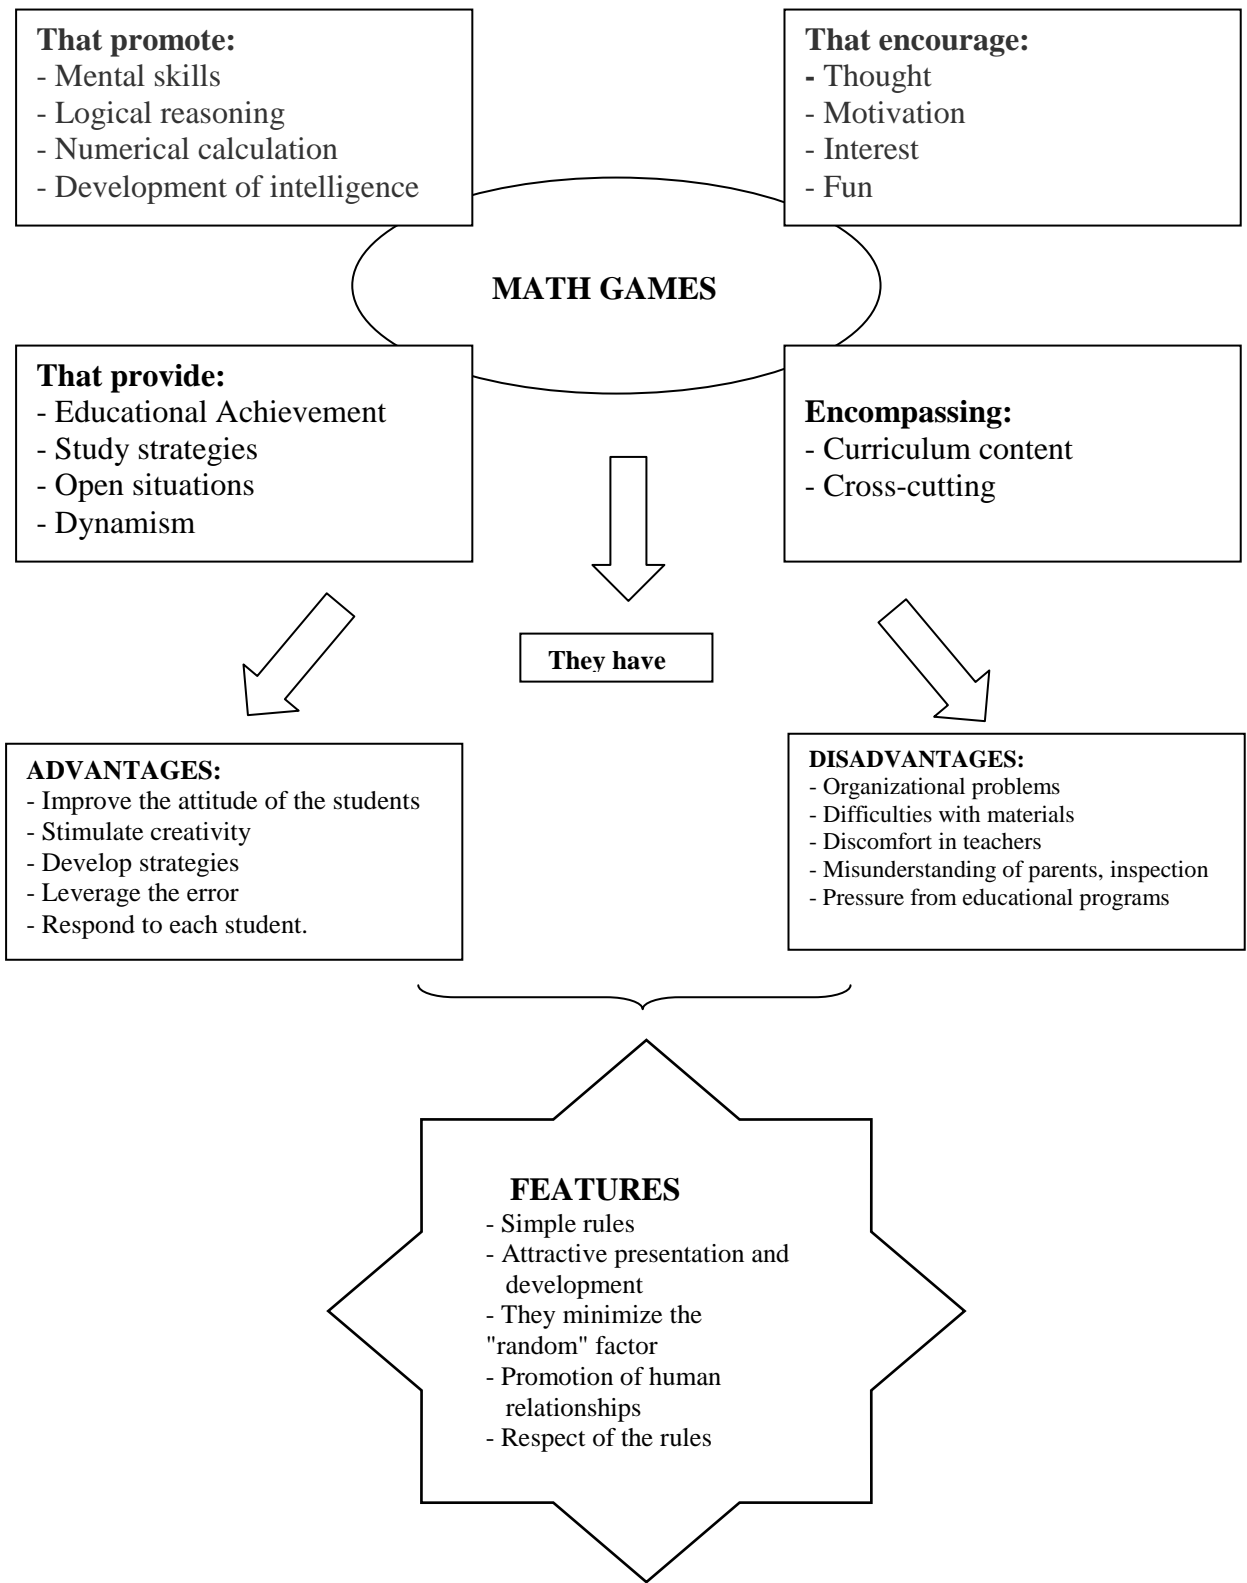 That promote:
- Mental skills
- Logical reasoning
- Numerical calculation
- Development of intelligence
That encourage:
- Thought
- Motivation
- Interest
- Fun
MATH GAMES
That provide:
- Educational Achievement
- Study strategies
- Open situations
- Dynamism
Encompassing:
- Curriculum content
- Cross-cutting
They have
ADVANTAGES:
- Improve the attitude of the students
- Stimulate creativity
- Develop strategies
- Leverage the error
- Respond to each student.
DISADVANTAGES:
- Organizational problems
- Difficulties with materials
- Discomfort in teachers
- Misunderstanding of parents, inspection
- Pressure from educational programs
FEATURES
- Simple rules
- Attractive presentation and
development
- They minimize the
"random" factor
- Promotion of human
relationships
- Respect of the rules